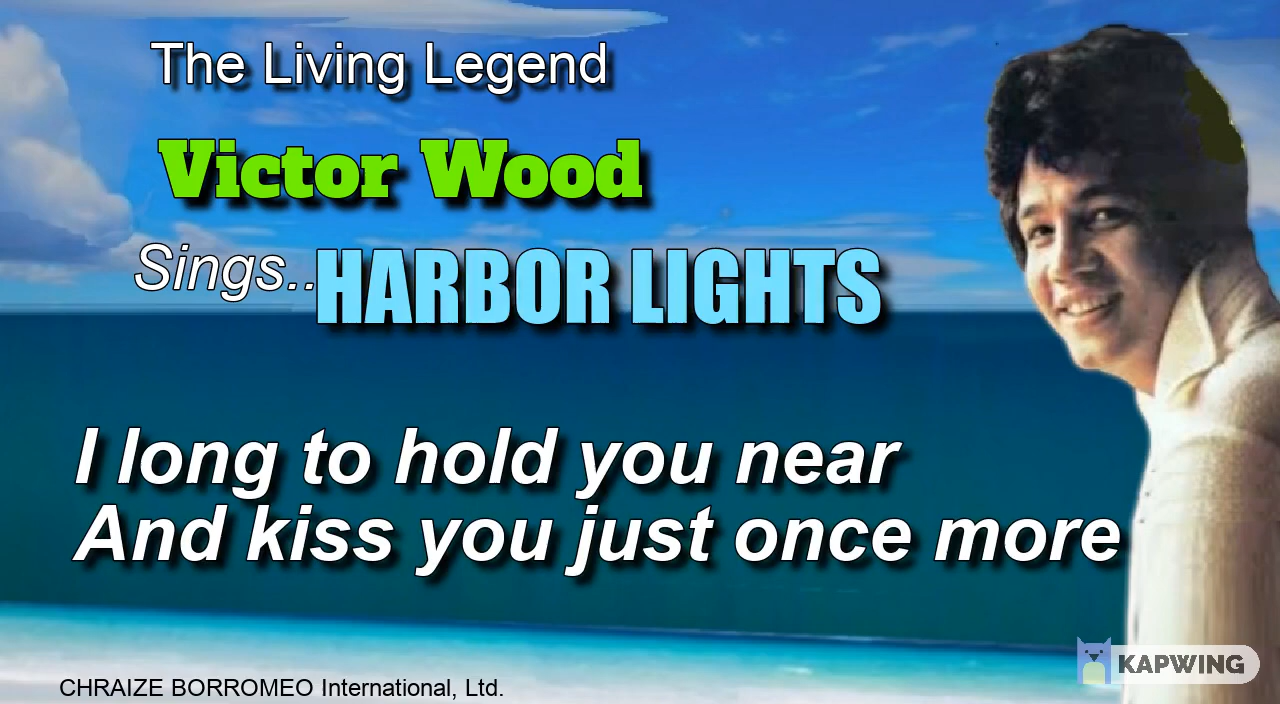 The Living Legend
Victor Wood
Sings..HARBOR LIGHTS
I long to hold you near
And kiss you just once more
KAPWING
CHRAIZE BORROMEO International, Ltd.